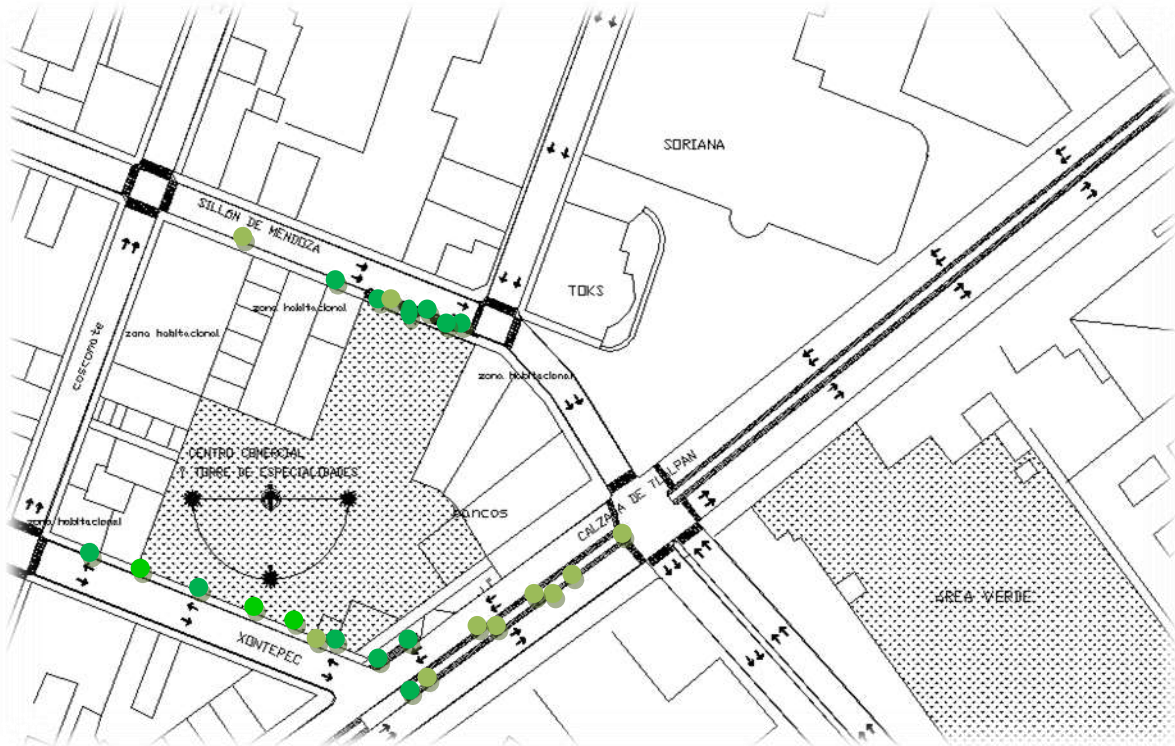 SORIANA
SILLÓN DE MENDOZA
TOKS
zona habitacional
zona habitacional
coscomate
zona habitacional
CENTRO COMERCIAL
Y TORRE DE ESPECIALIDADES
CALZADA DE TLALPAN
bancos
zona habitacional
AREA VERDE
XONTEPEC